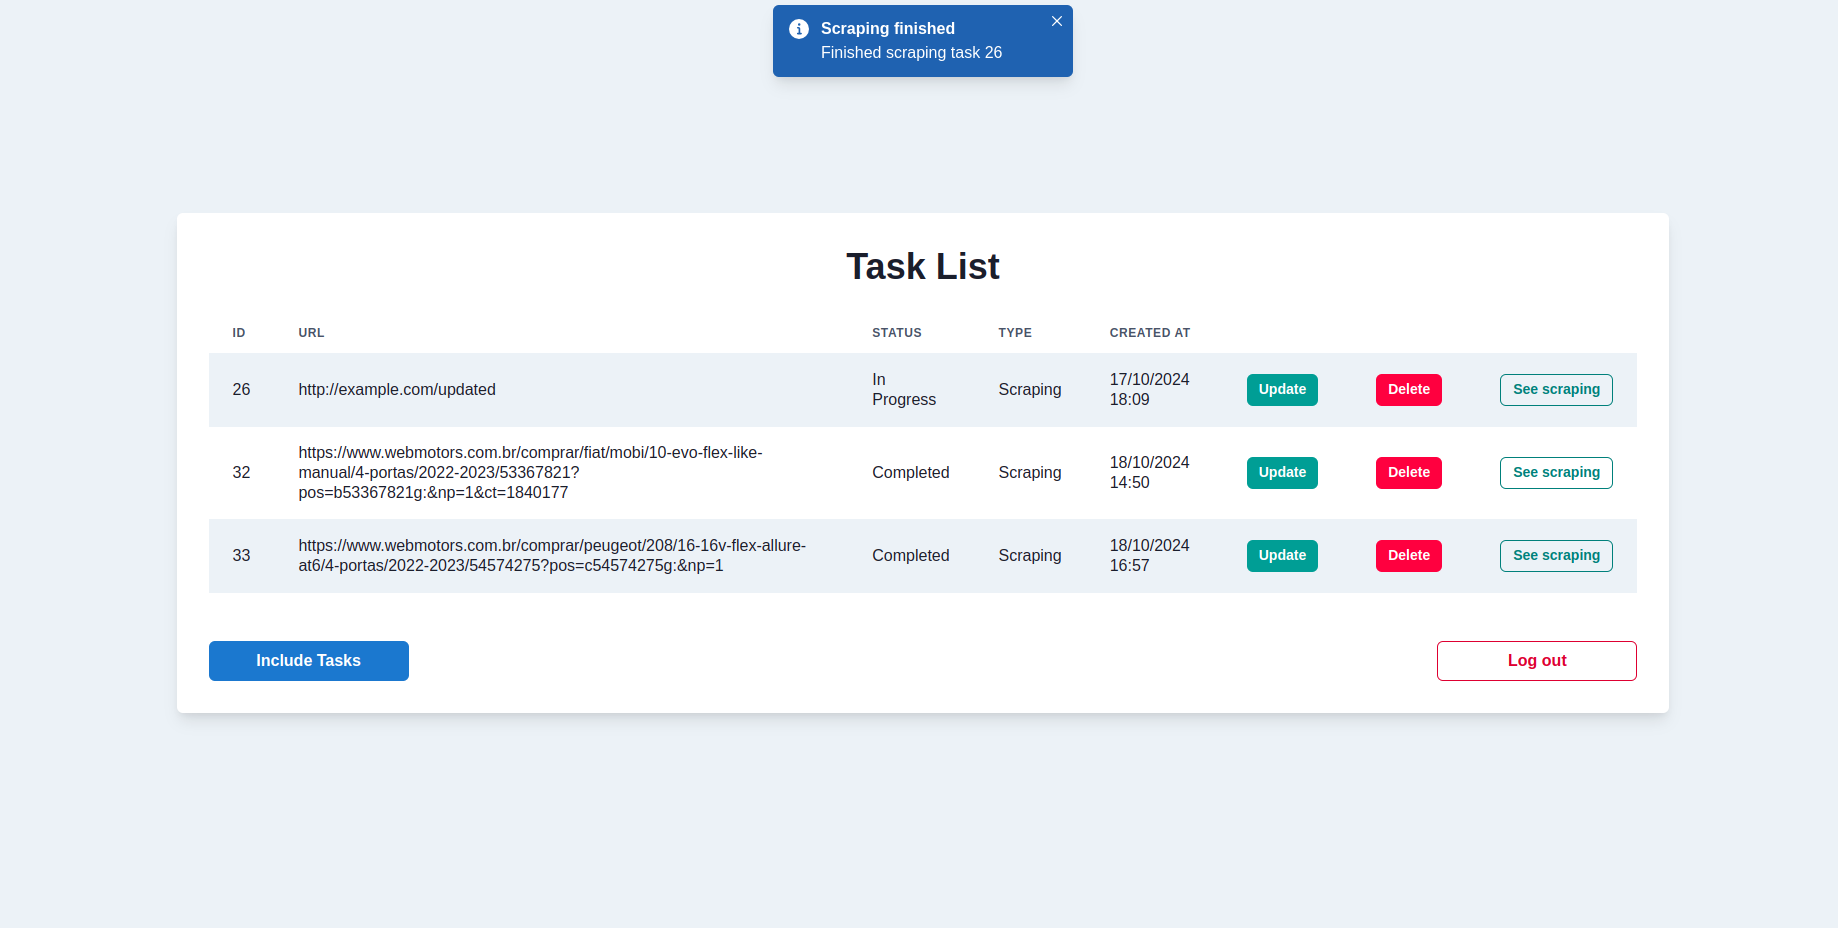 Scraping finished
Finished scraping task 26
Task List
ID URL STATUS TYPE CREATED AT
26 http://example.com/updated In Progress Scraping 17/10/2024 18:09 Update Delete See scraping
32 https://www.webmotors.com.br/comprar/fiat/mobi/10-evo-flex-like-
manual/4-portas/2022-2023/53367821?
pos=b53367821g:&np=1&ct=1840177 Completed Scraping 18/10/2024 14:50 Update Delete See scraping
33 https://www.webmotors.com.br/comprar/peugeot/208/16-16v-flex-allure-
at6/4-portas/2022-2023/54574275?pos=c54574275g:&np=1 Completed Scraping 18/10/2024 16:57 Update Delete See scraping
Include Tasks Log out